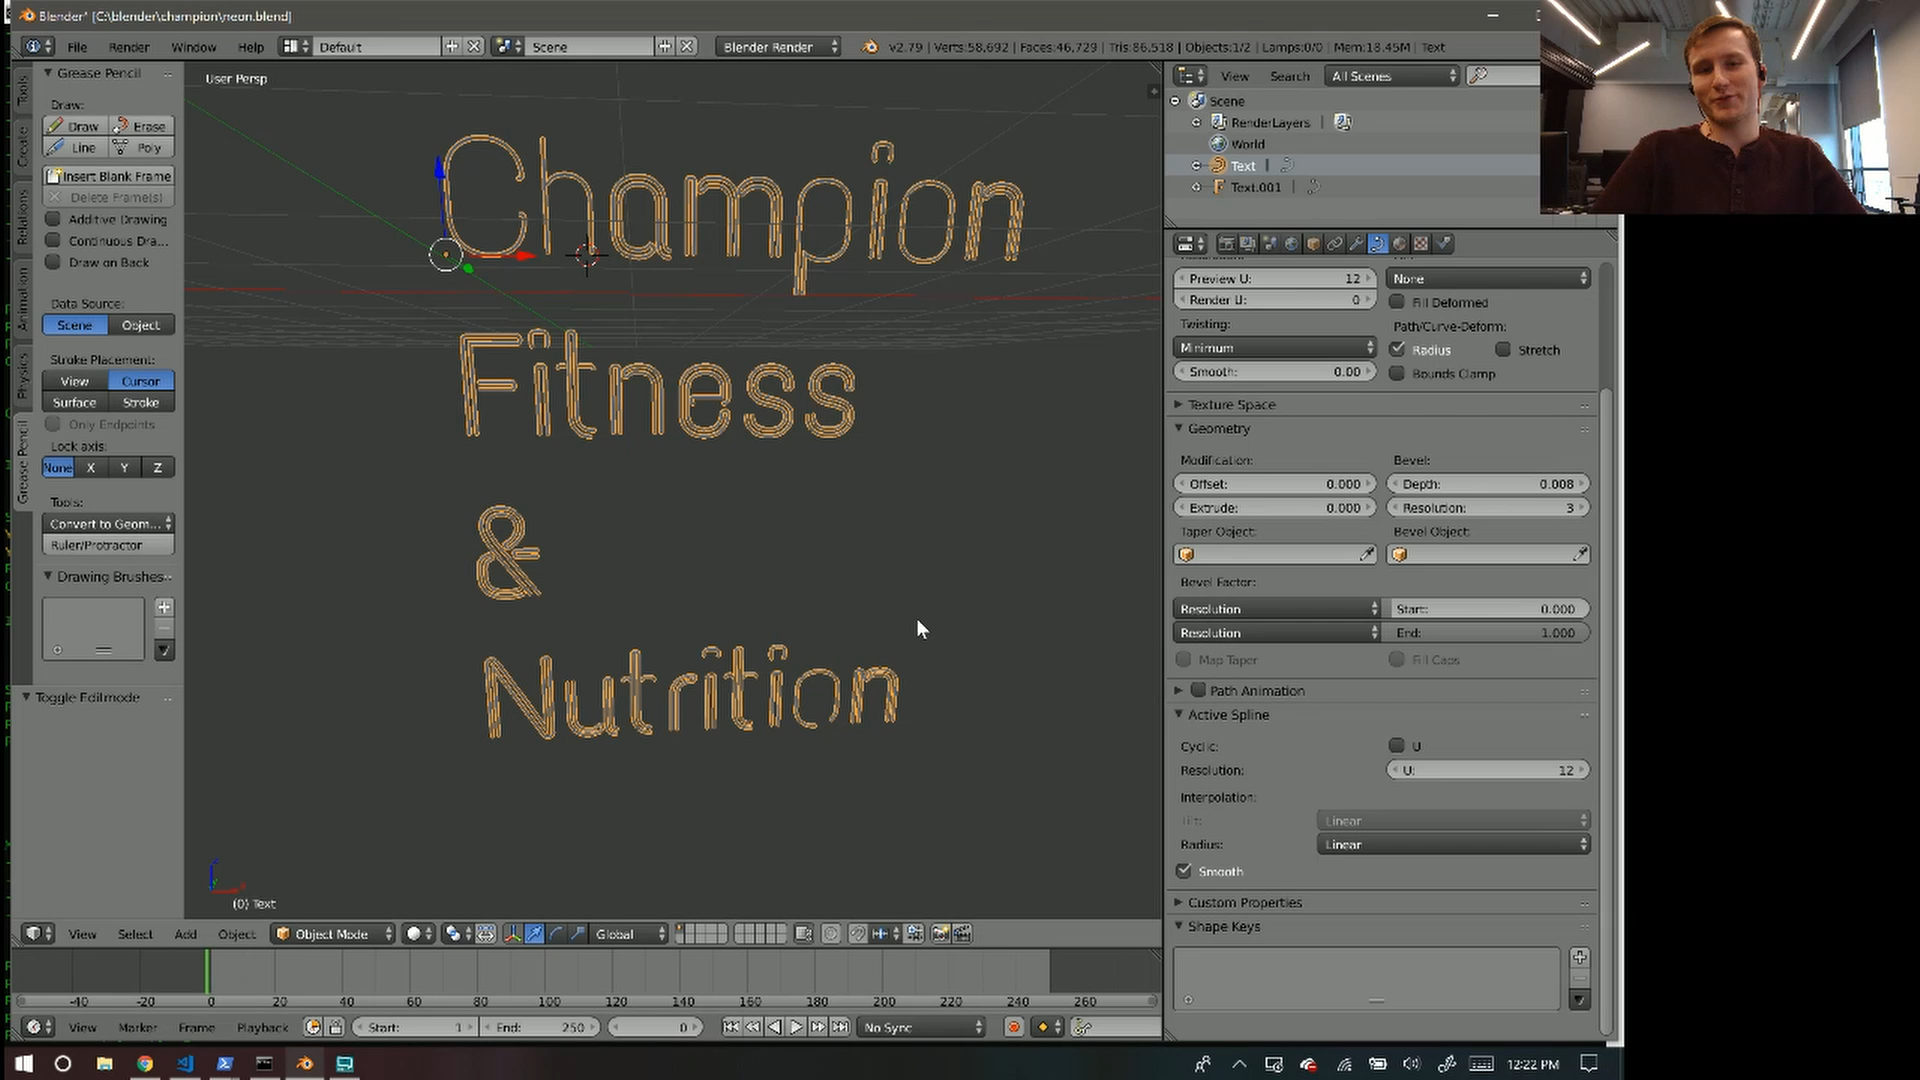 Blender* [C:\blender\champion\neon.blend]
File Render Window Help Default Scene Blender Render v2.79 | Verts:58,692 | Faces:46,729 | Tris:86,518 | Objects:1/2 | Lamps:0/0 | Mem:18.45M | Text
Grease Pencil
Draw:
Draw Erase
Line Poly
Insert Blank Frame
Delete Frame(s)
Additive Drawing
Continuous Dra...
Draw on Back
Data Source:
Scene Object
Stroke Placement:
View Cursor
Surface Stroke
Only Endpoints
Lock axis:
None X Y Z
Tools:
Convert to Geom...
Ruler/Protractor
Drawing Brushes
Toggle Editmode
Tools
Create
Relations
Animation
Physics
Grease Pencil
User Persp
Champion
Fitness
&
Nutrition
(0) Text
View Search All Scenes
Scene
RenderLayers |
World
Text |
Text.001 |
Preview U: 12 None
Render U: 0 Fill Deformed
Twisting: Path/Curve-Deform:
Minimum Radius Stretch
Smooth: 0.00 Bounds Clamp
Texture Space
Geometry
Modification: Bevel:
Offset: 0.000 Depth: 0.008
Extrude: 0.000 Resolution: 3
Taper Object: Bevel Object:
Bevel Factor:
Resolution Start: 0.000
Resolution End: 1.000
Map Taper Fill Caps
Path Animation
Active Spline
Cyclic: U
Resolution: U: 12
Interpolation:
Tilt: Linear
Radius: Linear
Smooth
Custom Properties
Shape Keys
View Select Add Object Object Mode Global
-40 -20 0 20 40 60 80 100 120 140 160 180 200 220 240 260
View Marker Frame Playback Start: 1 End: 250 0 No Sync
12:22 PM